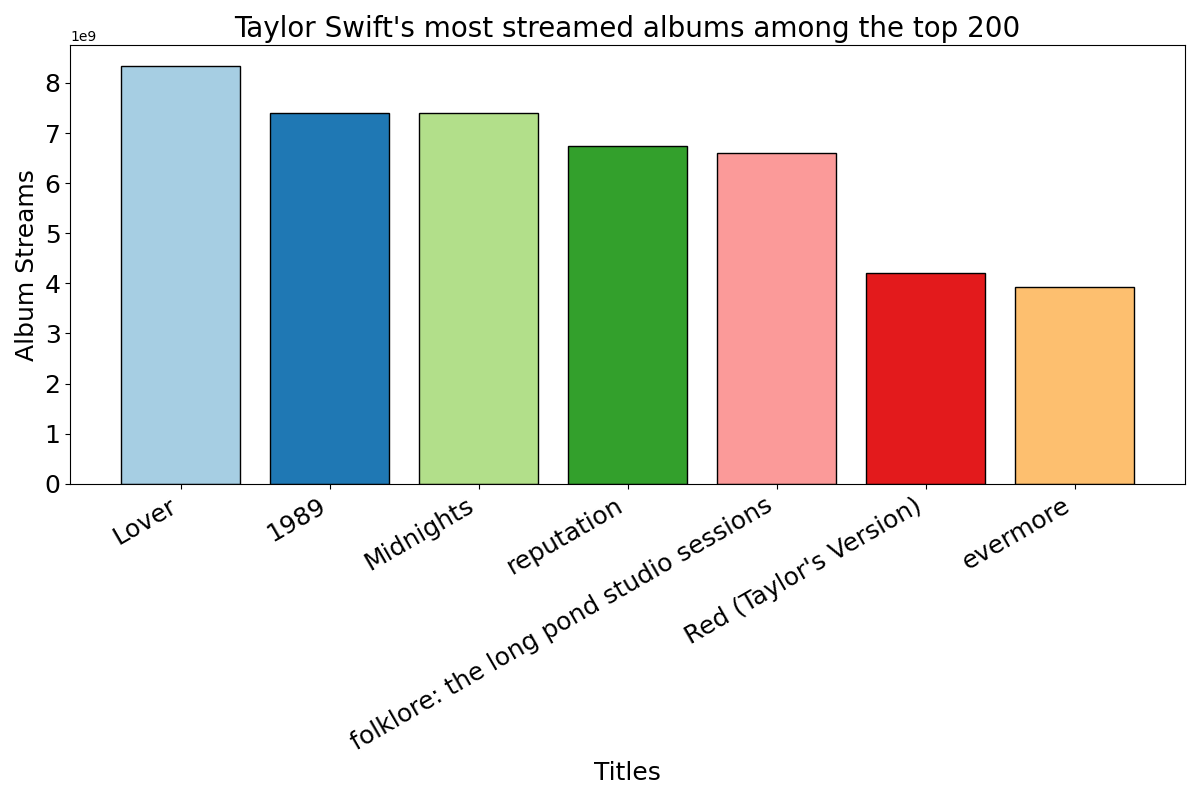 Taylor Swift's most streamed albums among the top 200
1e9
8
7
6
5
4
3
2
1
0
Album Streams
Lover
1989
Midnights
reputation
folklore: the long pond studio sessions
Red (Taylor's Version)
evermore
Titles